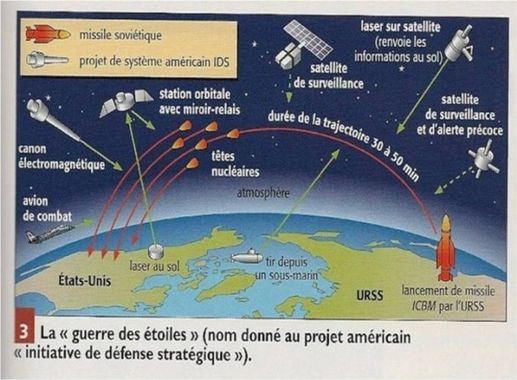 missile soviétique
projet de système américain IDS
laser sur satellite
(renvoie les
informations au sol)
station orbitale
avec miroir-relais
satellite
de surveillance
satellite
de surveillance
et d'alerte précoce
durée de la trajectoire 30 à 50 min
canon
électromagnétique
têtes
nucléaires
atmosphère
avion
de combat
laser au sol
tir depuis
un sous-marin
États-Unis
URSS
lancement de missile
ICBM par l'URSS
3 La « guerre des étoiles » (nom donné au projet américain
« initiative de défense stratégique »).